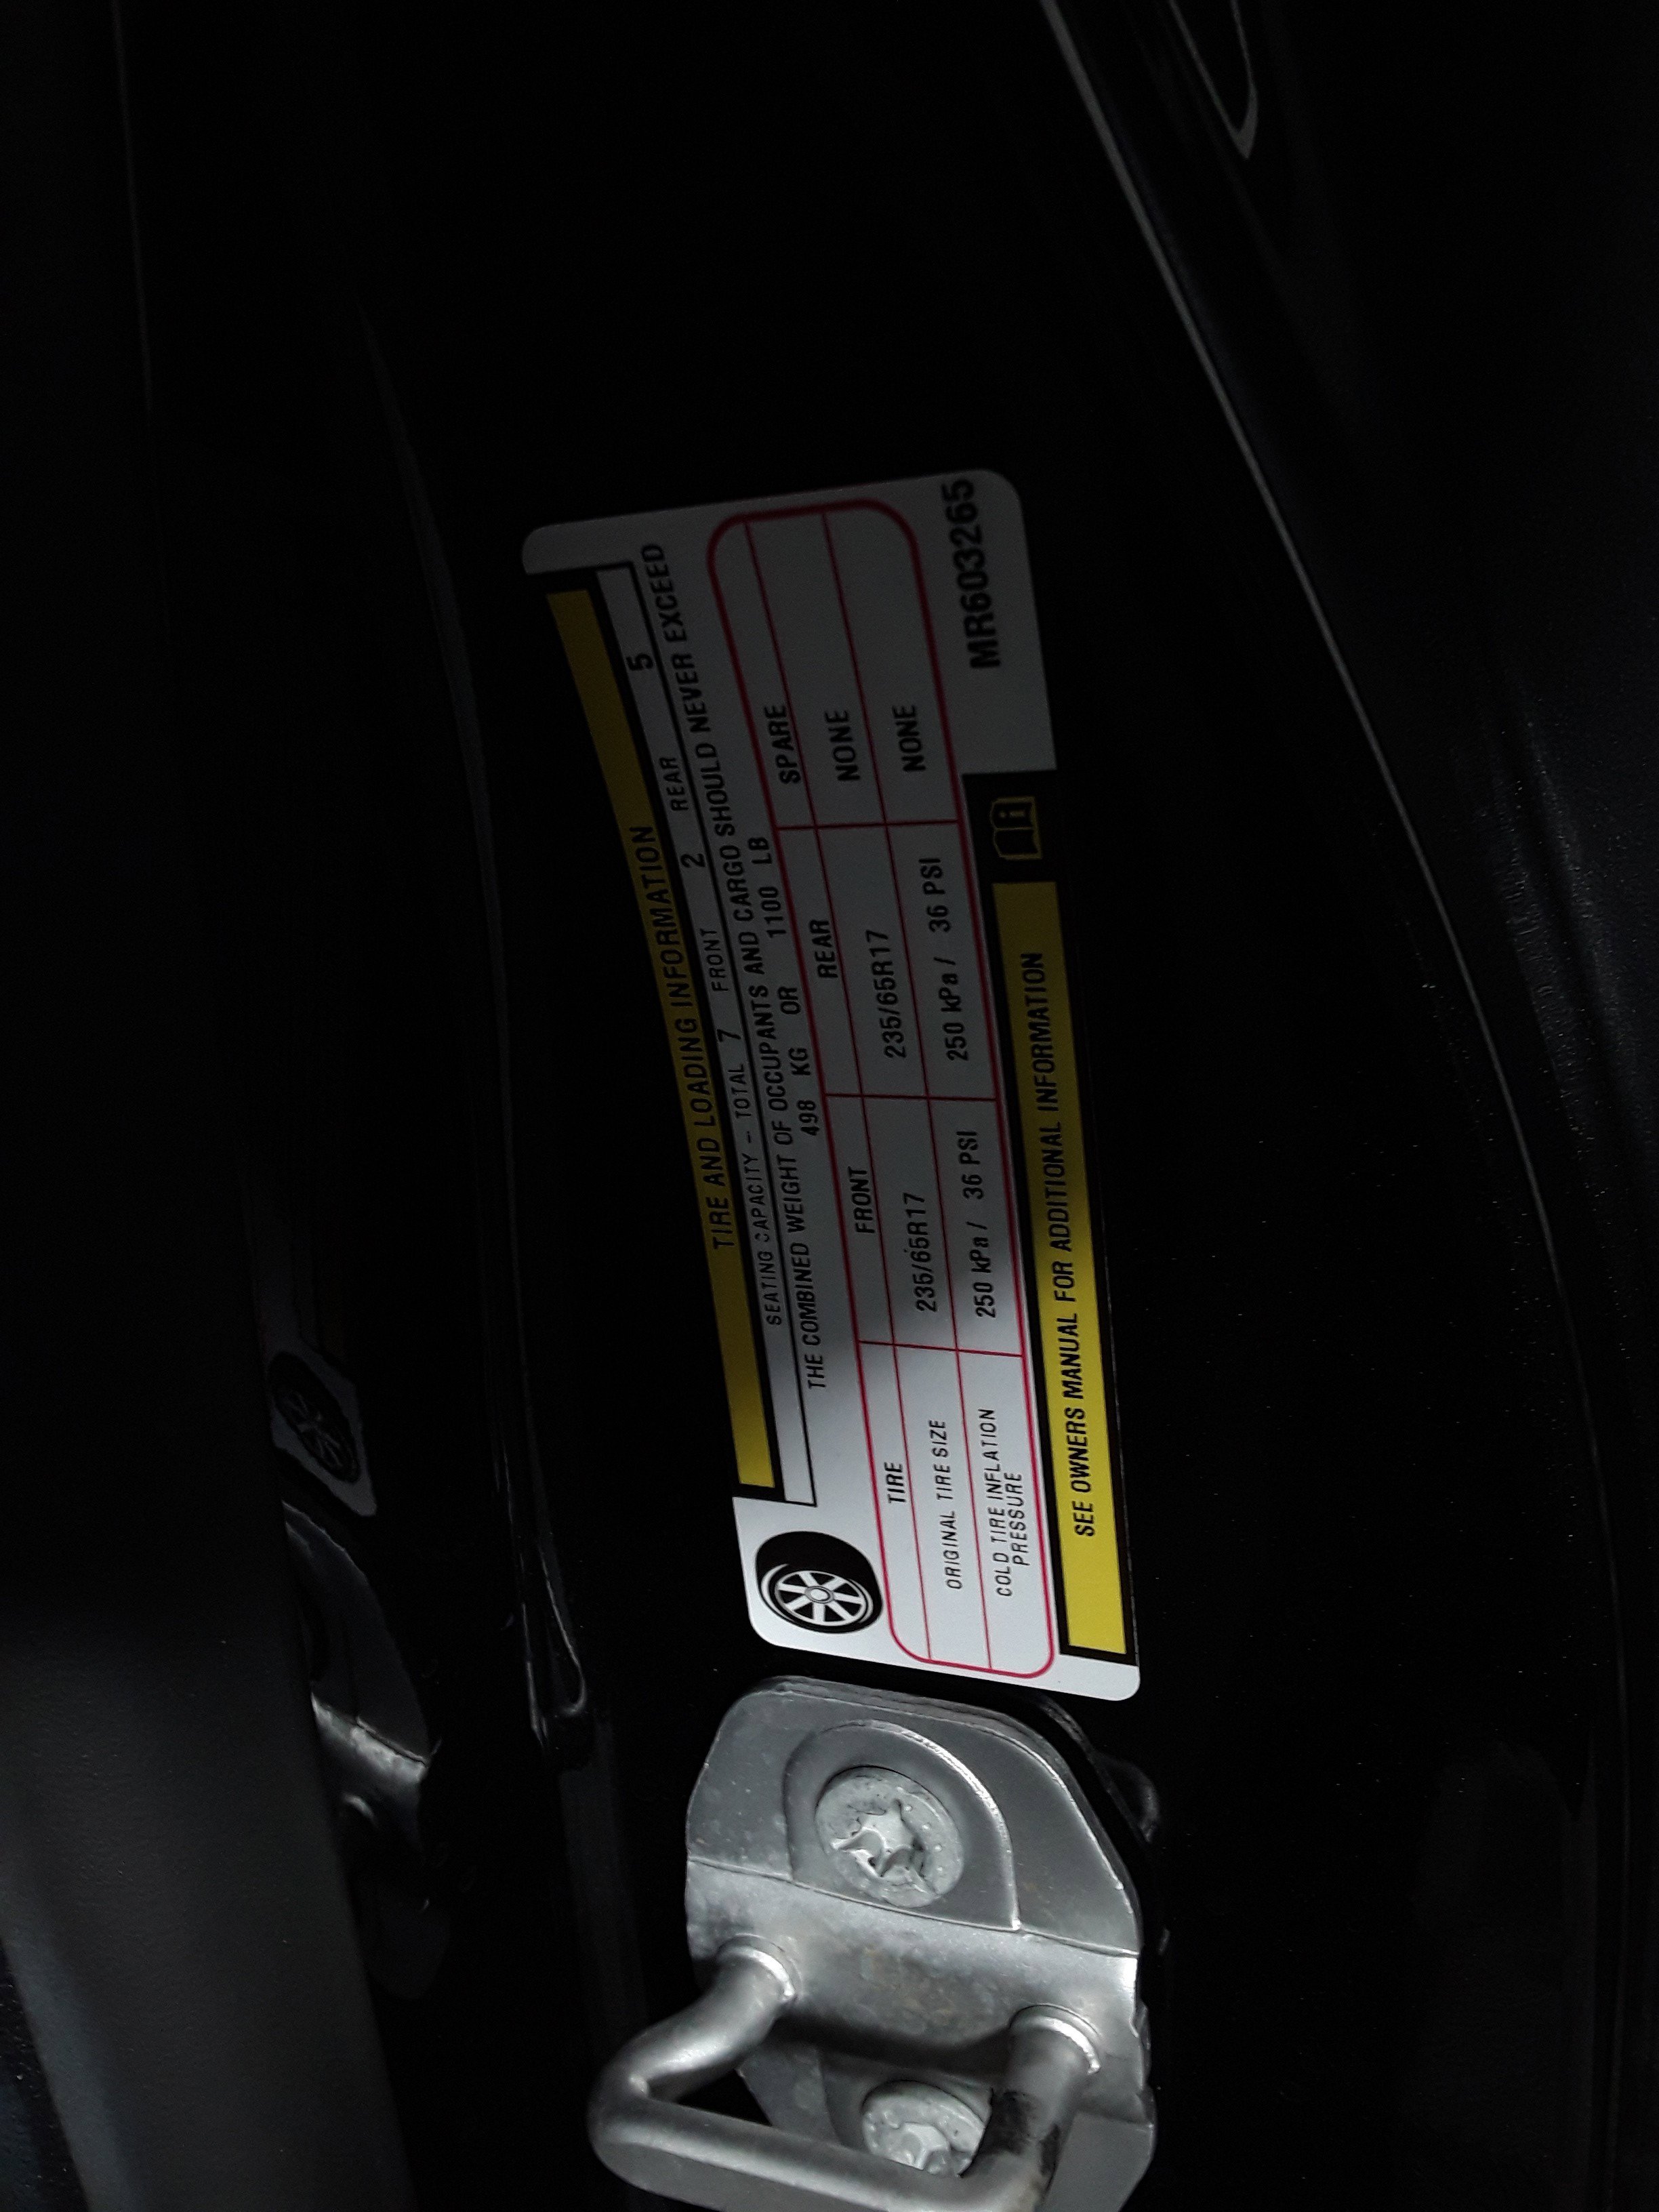 TIRE AND LOADING INFORMATION
SEATING CAPACITY – TOTAL 7 FRONT 2 REAR 5
THE COMBINED WEIGHT OF OCCUPANTS AND CARGO SHOULD NEVER EXCEED
498 KG OR 1100 LB
TIRE FRONT REAR SPARE
ORIGINAL TIRE SIZE 235/65R17 235/65R17 NONE
COLD TIRE INFLATION
PRESSURE 250 kPa / 36 PSI 250 kPa / 36 PSI NONE
SEE OWNERS MANUAL FOR ADDITIONAL INFORMATION
MR603265